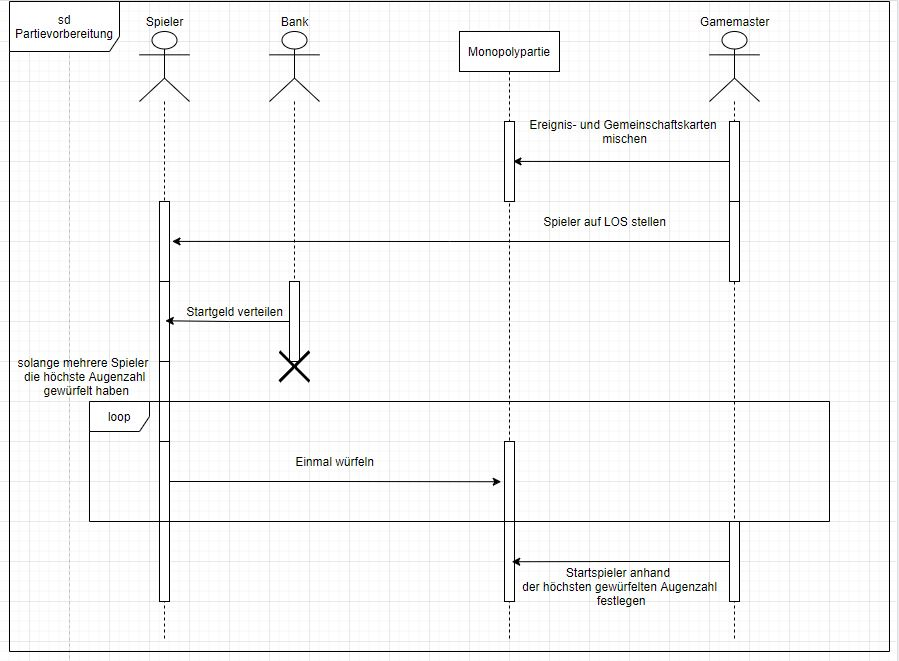 sd
Partievorbereitung
Spieler
Bank
Monopolypartie
Gamemaster
Ereignis- und Gemeinschaftskarten
mischen
Spieler auf LOS stellen
Startgeld verteilen
solange mehrere Spieler
die höchste Augenzahl
gewürfelt haben
loop
Einmal würfeln
Startspieler anhand
der höchsten gewürfelten Augenzahl
festlegen